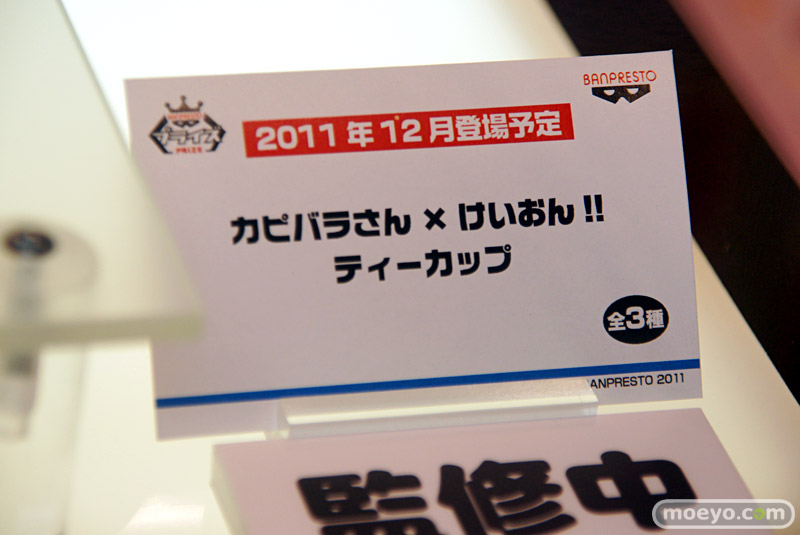 BANPRESTO
プライズ
PRIZE
2011年12月登場予定
カピバラさん×けいおん!!
ティーカップ
全3種
BANPRESTO 2011
監修中
moeyo.com